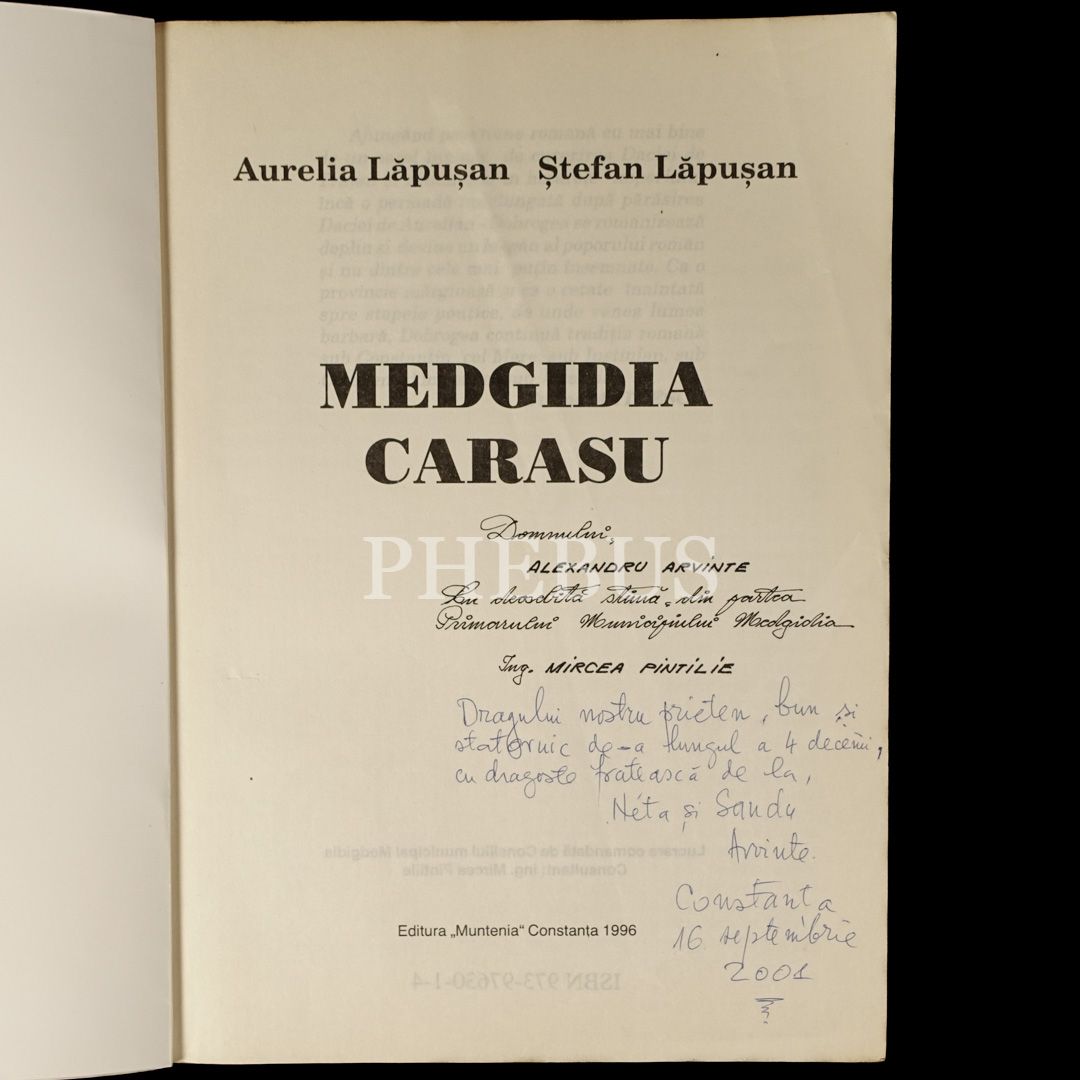 Aurelia Lăpușan Ștefan Lăpușan
MEDGIDIA
CARASU
Domnului,
PHEBUS
ALEXANDRU ARVINTE
Cu deosebită stimă, din partea
Primarului Municipiului Medgidia
Ing. MIRCEA PINTILIE
Dragului nostru prieten, bun și
statornic de-a lungul a 4 decenii,
cu dragoste frățească de la,
Neta și Sandu
Arvinte.
Lucrare comandată de Consiliul municipal Medgidia
Consultant: ing. Mircea Pintilie
Editura „Muntenia“ Constanța 1996
Constanta
16 septembrie
2001
ISBN 973-97630-1-4